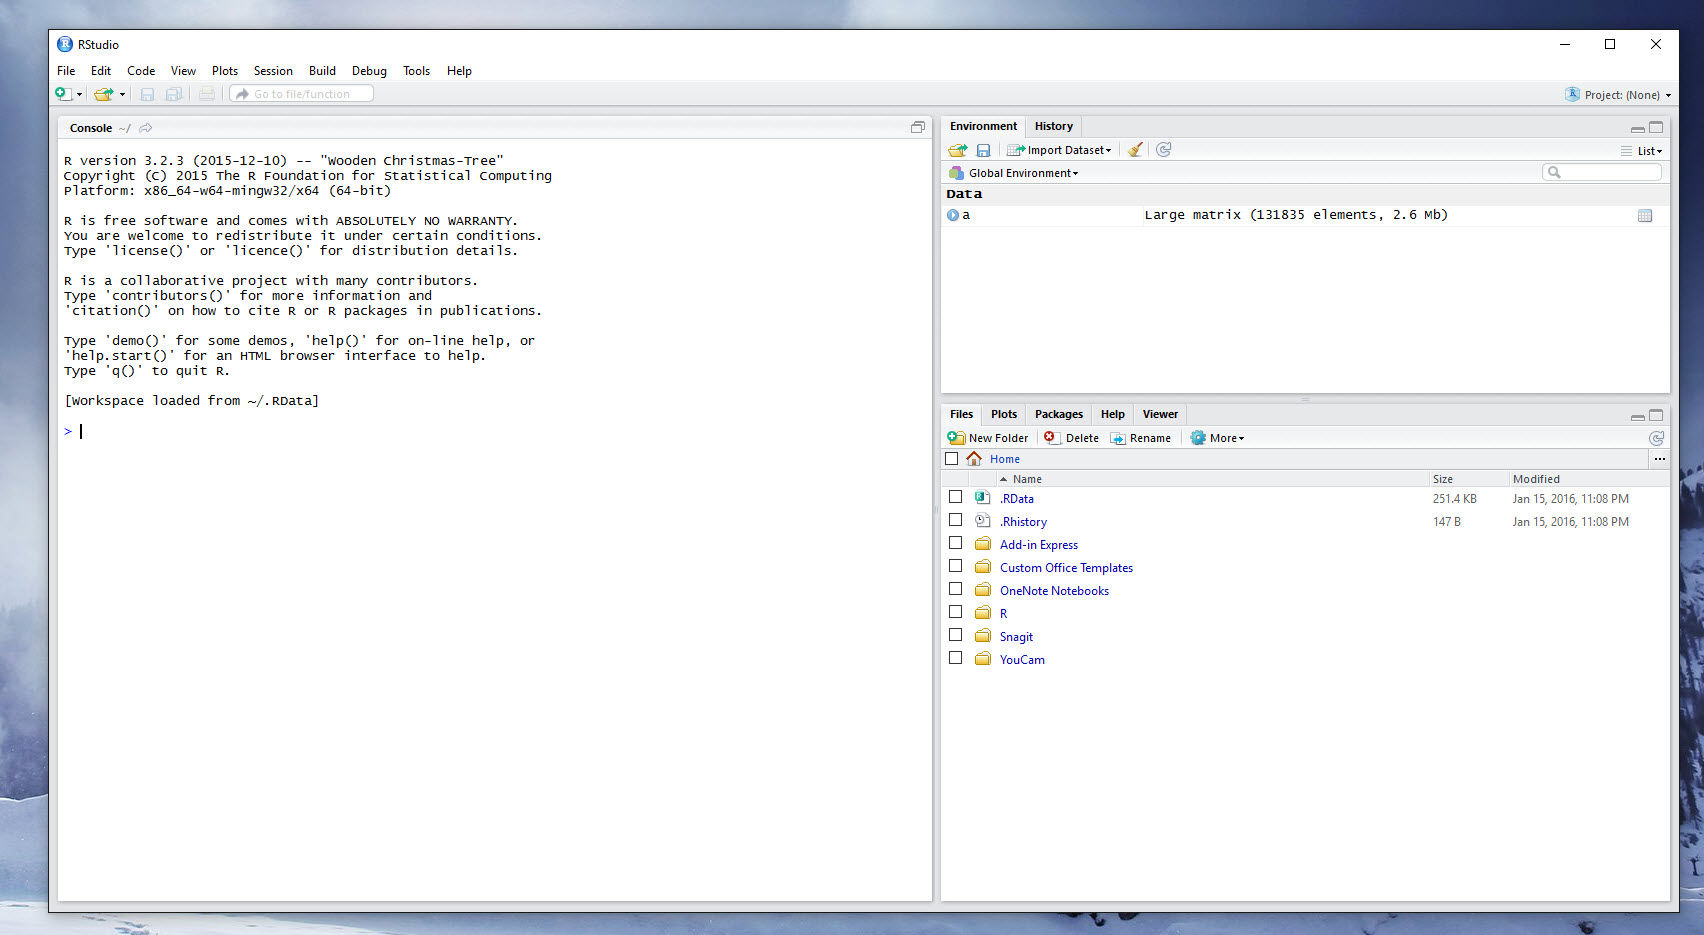 RStudio
File Edit Code View Plots Session Build Debug Tools Help
Go to file/function
Project: (None)
Console ~/
R version 3.2.3 (2015-12-10) -- "Wooden Christmas-Tree"
Copyright (C) 2015 The R Foundation for Statistical Computing
Platform: x86_64-w64-mingw32/x64 (64-bit)
R is free software and comes with ABSOLUTELY NO WARRANTY.
You are welcome to redistribute it under certain conditions.
Type 'license()' or 'licence()' for distribution details.
R is a collaborative project with many contributors.
Type 'contributors()' for more information and
'citation()' on how to cite R or R packages in publications.
Type 'demo()' for some demos, 'help()' for on-line help, or
'help.start()' for an HTML browser interface to help.
Type 'q()' to quit R.
[Workspace loaded from ~/.RData]
>
Environment History
Import Dataset List
Global Environment
Data
a Large matrix (131835 elements, 2.6 Mb)
Files Plots Packages Help Viewer
New Folder Delete Rename More
Home ...
Name Size Modified
.RData 251.4 KB Jan 15, 2016, 11:08 PM
.Rhistory 147 B Jan 15, 2016, 11:08 PM
Add-in Express
Custom Office Templates
OneNote Notebooks
R
Snagit
YouCam